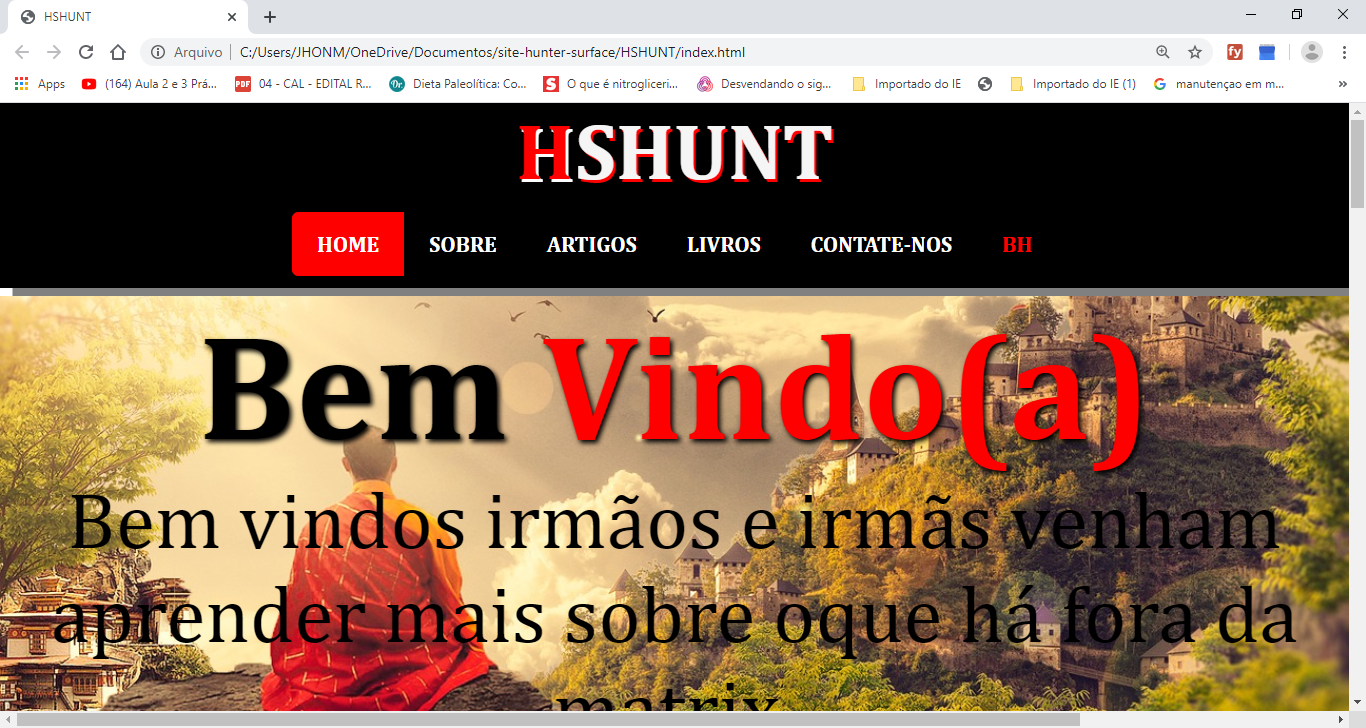 HSHUNT
Arquivo C:/Users/JHONM/OneDrive/Documentos/site-hunter-surface/HSHUNT/index.html
Apps (164) Aula 2 e 3 Prá... PDF 04 - CAL - EDITAL R... Dr. Dieta Paleolítica: Co... S O que é nitrogliceri... Desvendando o sig... Importado do IE Importado do IE (1) G manutençao em m... »
HSHUNT
HOME SOBRE ARTIGOS LIVROS CONTATE-NOS BH
Bem Vindo(a)
Bem vindos irmãos e irmãs venham
aprender mais sobre oque há fora da
matrix